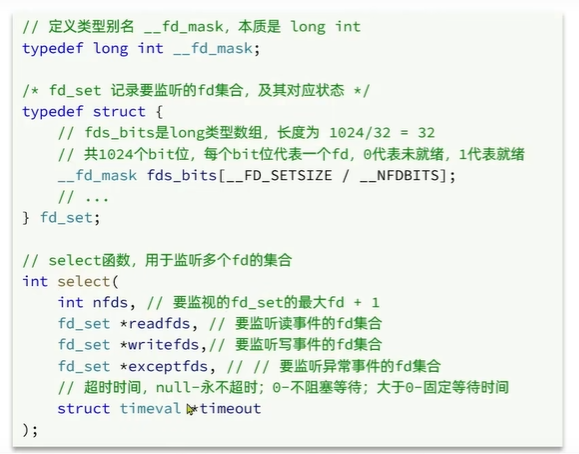 // 定义类型别名 __fd_mask，本质是 long int
typedef long int __fd_mask;
/* fd_set 记录要监听的fd集合，及其对应状态 */
typedef struct {
// fds_bits是long类型数组，长度为 1024/32 = 32
// 共1024个bit位，每个bit位代表一个fd，0代表未就绪，1代表就绪
__fd_mask fds_bits[__FD_SETSIZE / __NFDBITS];
// ...
} fd_set;
// select函数，用于监听多个fd的集合
int select(
int nfds, // 要监视的fd_set的最大fd + 1
fd_set *readfds, // 要监听读事件的fd集合
fd_set *writefds,// 要监听写事件的fd集合
fd_set *exceptfds, // // 要监听异常事件的fd集合
// 超时时间，null-永不超时；0-不阻塞等待；大于0-固定等待时间
struct timeval *timeout
);